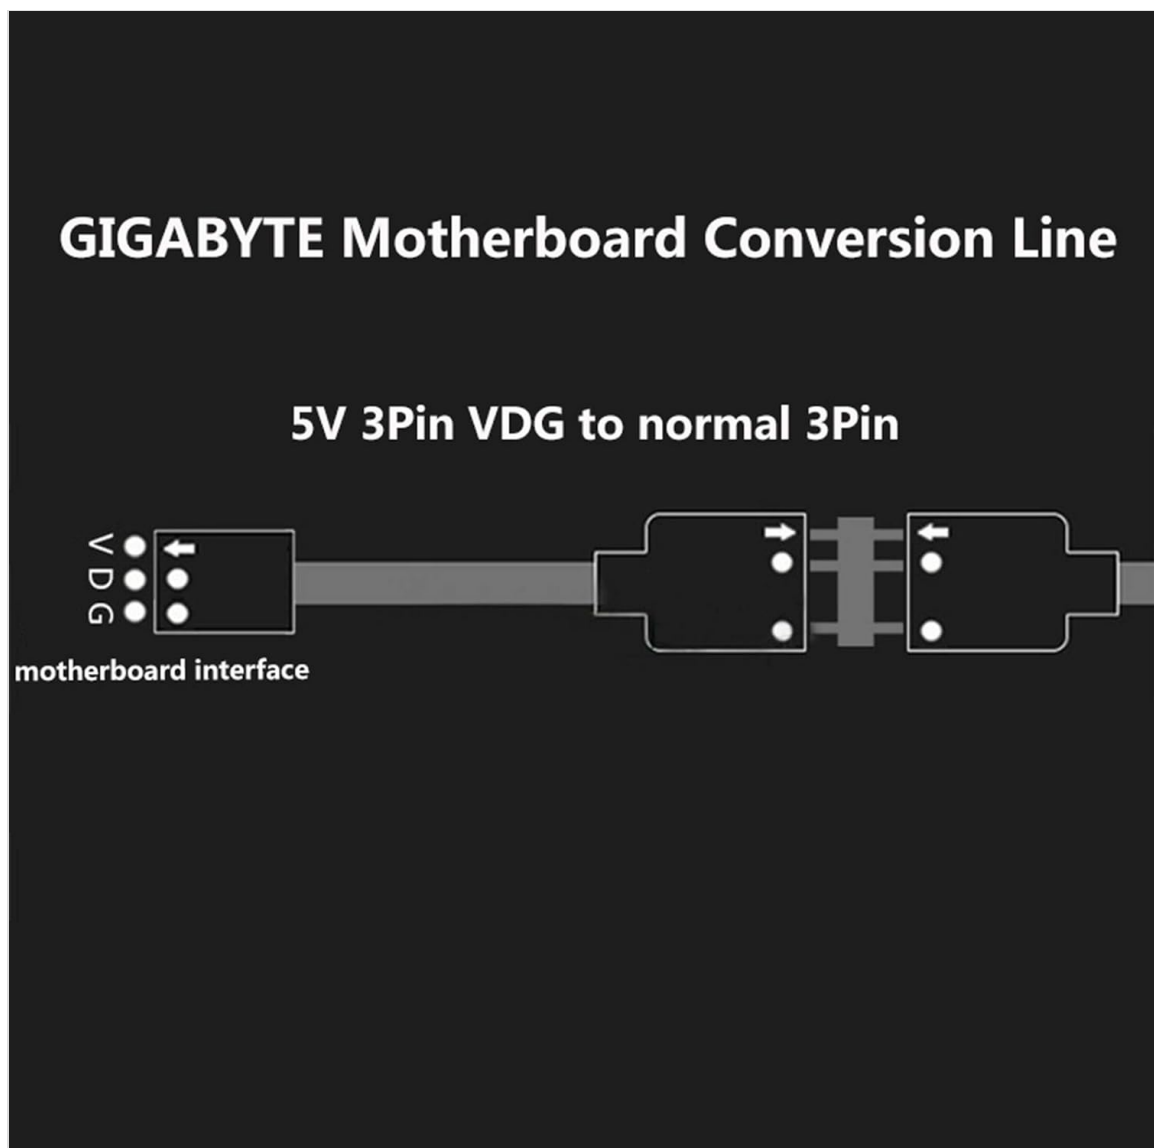 GIGABYTE Motherboard Conversion Line
5V 3Pin VDG to normal 3Pin
V
D
G
motherboard interface